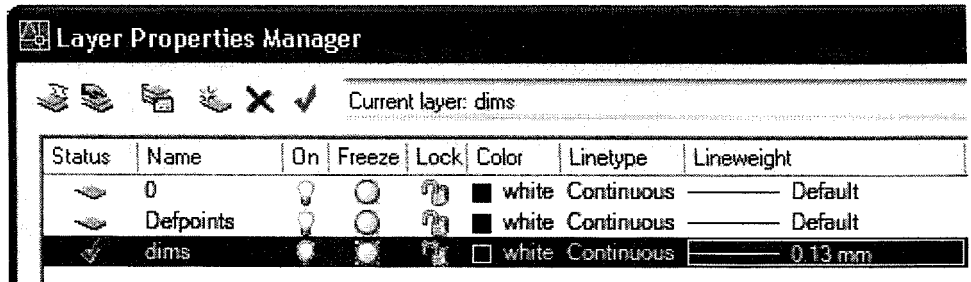 Layer Properties Manager
Current layer: dims
Status Name On Freeze Lock Color Linetype Lineweight
0 white Continuous Default
Defpoints white Continuous Default
dims white Continuous 0.13 mm